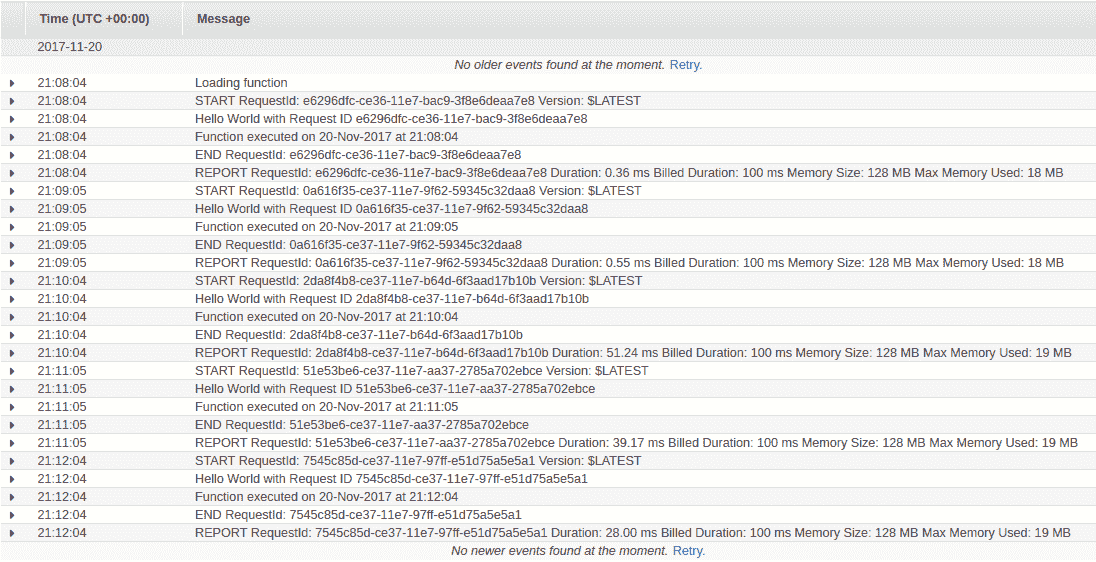 Time (UTC +00:00) Message
2017-11-20
No older events found at the moment. Retry.
21:08:04 Loading function
21:08:04 START RequestId: e6296dfc-ce36-11e7-bac9-3f8e6deaa7e8 Version: $LATEST
21:08:04 Hello World with Request ID e6296dfc-ce36-11e7-bac9-3f8e6deaa7e8
21:08:04 Function executed on 20-Nov-2017 at 21:08:04
21:08:04 END RequestId: e6296dfc-ce36-11e7-bac9-3f8e6deaa7e8
21:08:04 REPORT RequestId: e6296dfc-ce36-11e7-bac9-3f8e6deaa7e8 Duration: 0.36 ms Billed Duration: 100 ms Memory Size: 128 MB Max Memory Used: 18 MB
21:09:05 START RequestId: 0a616f35-ce37-11e7-9f62-59345c32daa8 Version: $LATEST
21:09:05 Hello World with Request ID 0a616f35-ce37-11e7-9f62-59345c32daa8
21:09:05 Function executed on 20-Nov-2017 at 21:09:05
21:09:05 END RequestId: 0a616f35-ce37-11e7-9f62-59345c32daa8
21:09:05 REPORT RequestId: 0a616f35-ce37-11e7-9f62-59345c32daa8 Duration: 0.55 ms Billed Duration: 100 ms Memory Size: 128 MB Max Memory Used: 18 MB
21:10:04 START RequestId: 2da8f4b8-ce37-11e7-b64d-6f3aad17b10b Version: $LATEST
21:10:04 Hello World with Request ID 2da8f4b8-ce37-11e7-b64d-6f3aad17b10b
21:10:04 Function executed on 20-Nov-2017 at 21:10:04
21:10:04 END RequestId: 2da8f4b8-ce37-11e7-b64d-6f3aad17b10b
21:10:04 REPORT RequestId: 2da8f4b8-ce37-11e7-b64d-6f3aad17b10b Duration: 51.24 ms Billed Duration: 100 ms Memory Size: 128 MB Max Memory Used: 19 MB
21:11:05 START RequestId: 51e53be6-ce37-11e7-aa37-2785a702ebce Version: $LATEST
21:11:05 Hello World with Request ID 51e53be6-ce37-11e7-aa37-2785a702ebce
21:11:05 Function executed on 20-Nov-2017 at 21:11:05
21:11:05 END RequestId: 51e53be6-ce37-11e7-aa37-2785a702ebce
21:11:05 REPORT RequestId: 51e53be6-ce37-11e7-aa37-2785a702ebce Duration: 39.17 ms Billed Duration: 100 ms Memory Size: 128 MB Max Memory Used: 19 MB
21:12:04 START RequestId: 7545c85d-ce37-11e7-97ff-e51d75a5e5a1 Version: $LATEST
21:12:04 Hello World with Request ID 7545c85d-ce37-11e7-97ff-e51d75a5e5a1
21:12:04 Function executed on 20-Nov-2017 at 21:12:04
21:12:04 END RequestId: 7545c85d-ce37-11e7-97ff-e51d75a5e5a1
21:12:04 REPORT RequestId: 7545c85d-ce37-11e7-97ff-e51d75a5e5a1 Duration: 28.00 ms Billed Duration: 100 ms Memory Size: 128 MB Max Memory Used: 19 MB
No newer events found at the moment. Retry.